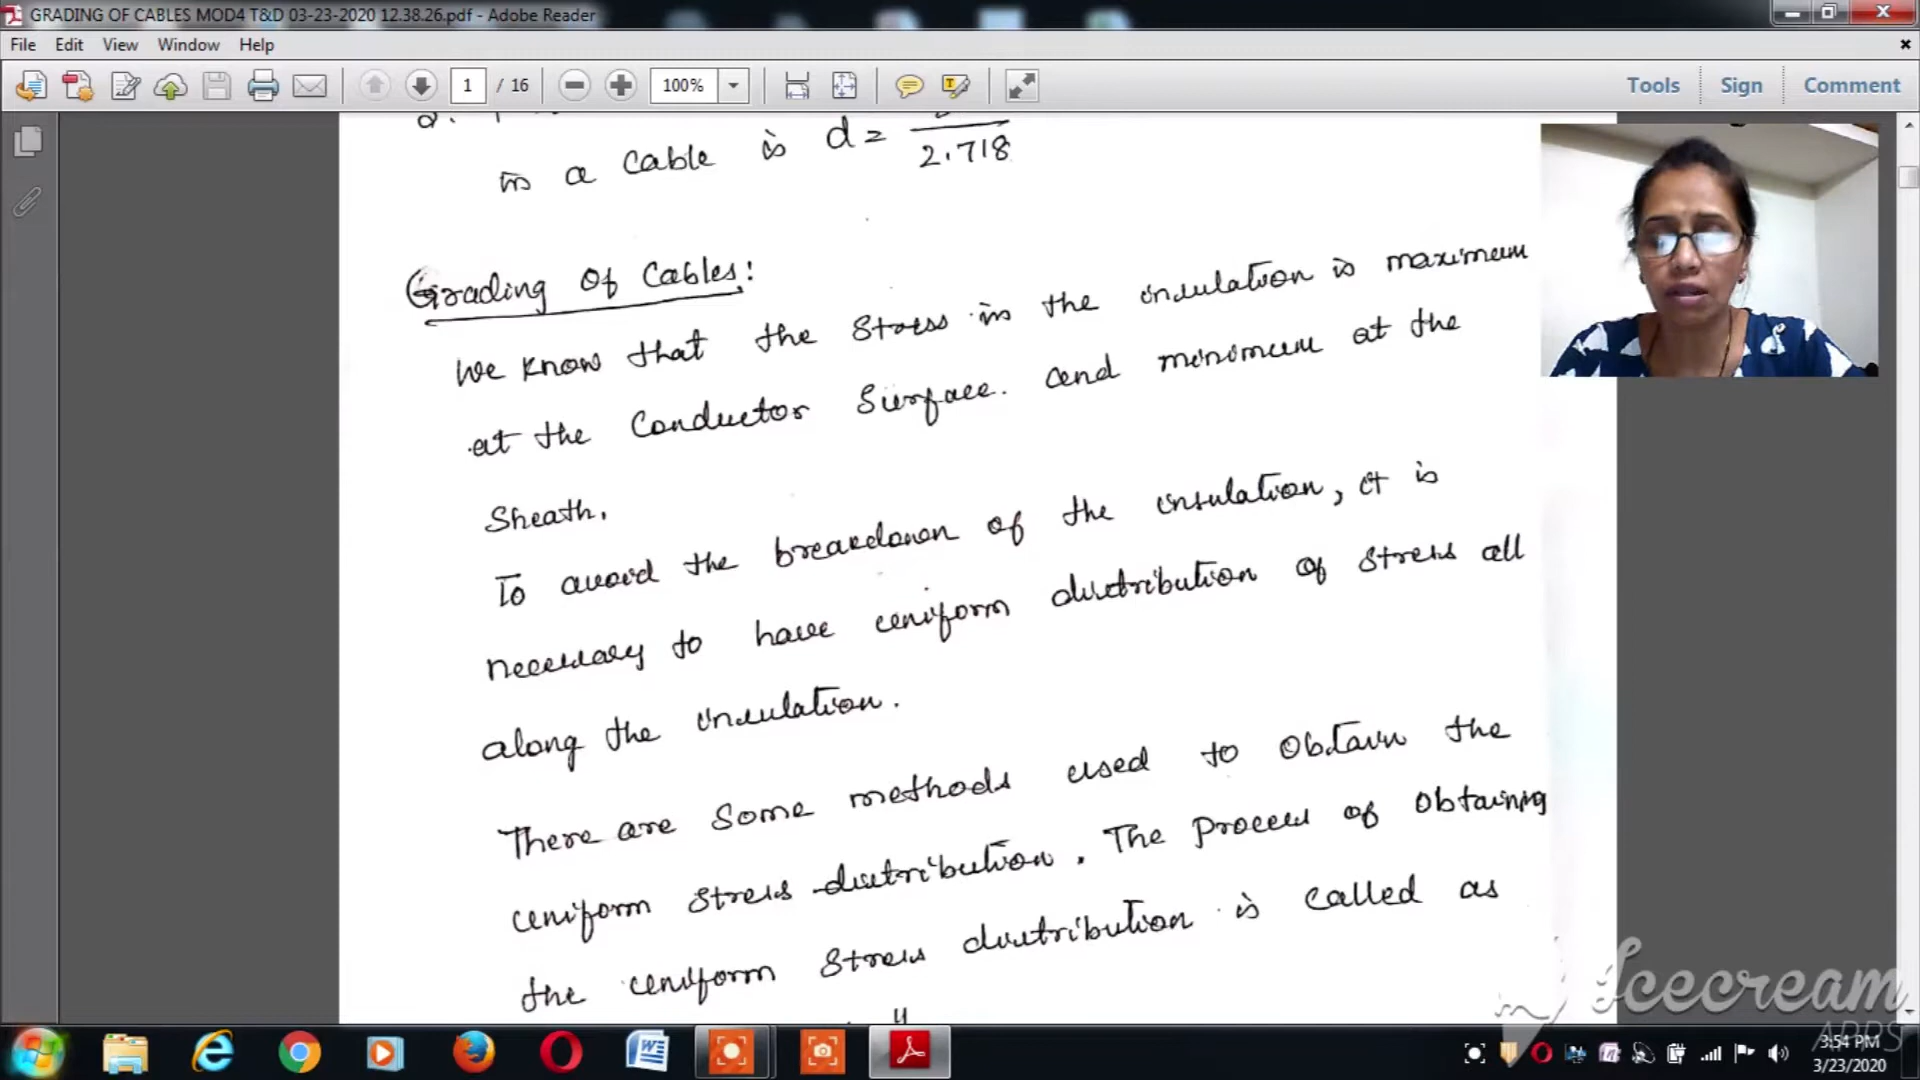 GRADING OF CABLES MOD4 T&D 03-23-2020 12.38.26.pdf - Adobe Reader
File Edit View Window Help
1 / 16 100% Tools Sign Comment
in a cable is d =
2.718
Grading Of Cables:
We know that the stress in the insulation is maximum
at the Conductor Surface. and minimum at the
Sheath.
To avoid the breakdown of the insulation, it is
necessary to have uniform distribution of stress all
along the insulation.
There are some methods used to obtain the
uniform stress distribution. The process of obtaining
the uniform stress distribution is called as
Icecream
APPS
3:54 PM
3/23/2020